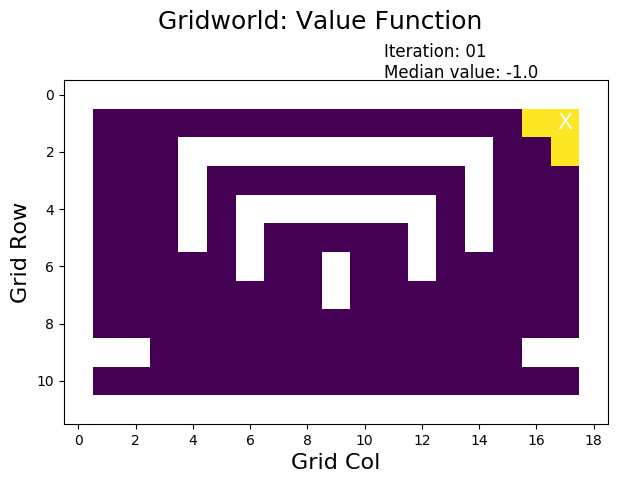 Gridworld: Value Function
Iteration: 01
Median value: -1.0
0
X
2
4
6
8
10
Grid Row
0 2 4 6 8 10 12 14 16 18
Grid Col